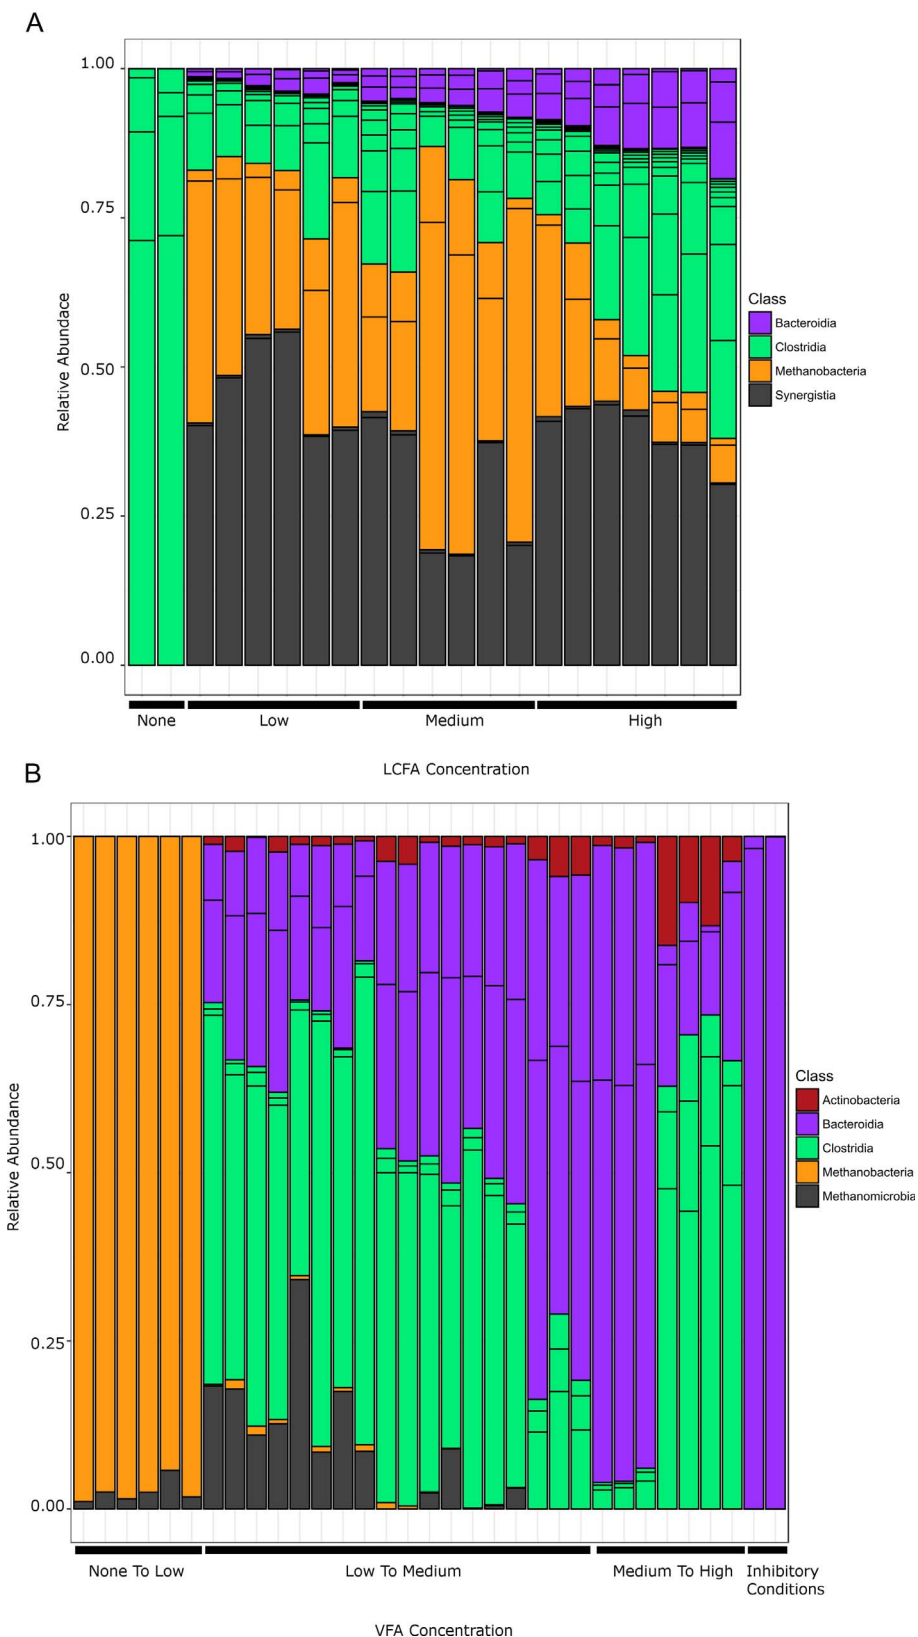 A
1.00
0.75
0.50
0.25
0.00
Relative Abundace
Class
Bacteroidia
Clostridia
Methanobacteria
Synergistia
None
Low
Medium
High
LCFA Concentration
B
1.00
0.75
0.50
0.25
0.00
Relative Abundance
Class
Actinobacteria
Bacteroidia
Clostridia
Methanobacteria
Methanomicrobia
None To Low
Low To Medium
Medium To High
Inhibitory
Conditions
VFA Concentration